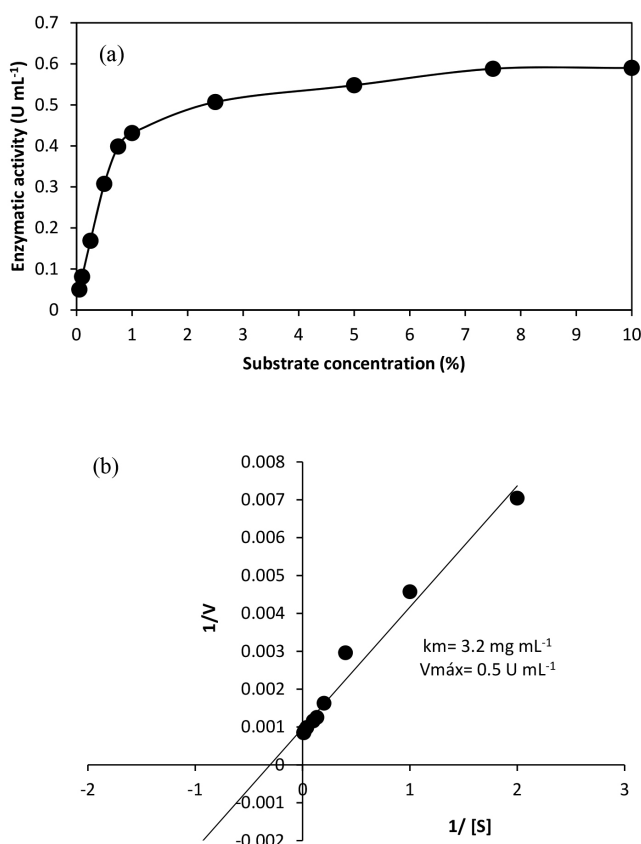 (a)
0.7
0.6
0.5
0.4
0.3
0.2
0.1
0
Enzymatic activity (U mL-1)
0 1 2 3 4 5 6 7 8 9 10
Substrate concentration (%)
(b)
0.008
0.007
0.006
0.005
0.004
0.003
0.002
0.001
0
-0.001
-0.002
1/V
km= 3.2 mg mL-1
Vmáx= 0.5 U mL-1
-2 -1 0 1 2 3
1/ [S]